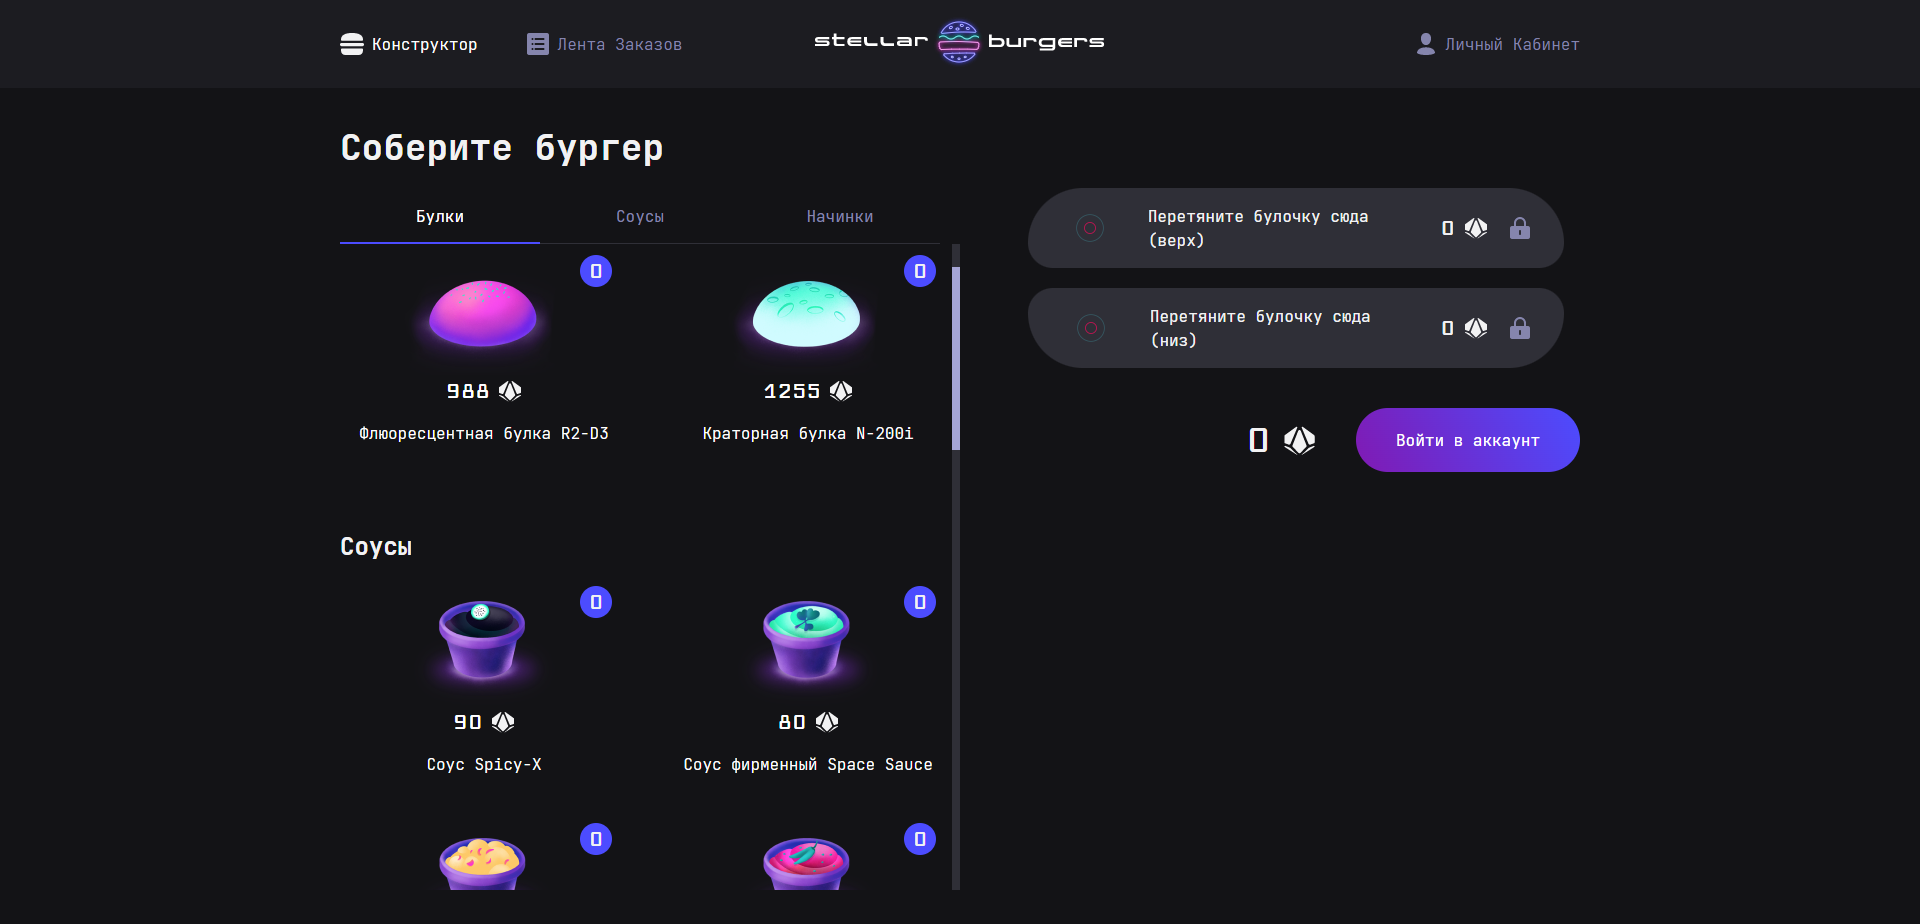 Конструктор
Лента Заказов
stellar burgers
Личный Кабинет
Соберите бургер
Булки
Соусы
Начинки
0
0
988
1255
Флюоресцентная булка R2-D3
Краторная булка N-200i
Соусы
0
0
90
80
Соус Spicy-X
Соус фирменный Space Sauce
0
0
Перетяните булочку сюда
(верх)
0
Перетяните булочку сюда
(низ)
0
0
Войти в аккаунт